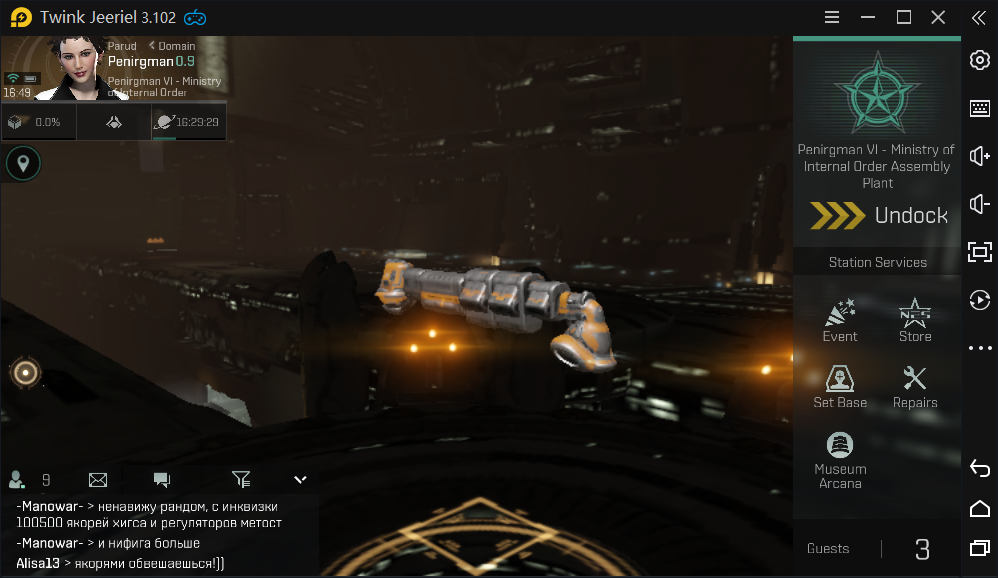 Twink Jeeriel 3.102
Parud < Domain
Penirgman 0.9
Penirgman VI - Ministry
of Internal Order
16:49
0.0%
16:29:29
Penirgman VI - Ministry of
Internal Order Assembly
Plant
Undock
Station Services
Event
Store
Set Base
Repairs
Museum
Arcana
Guests
3
9
-Manowar- > ненавижу рандом, с инквизки
100500 якорей хигса и регуляторов метост
-Manowar- > и нифига больше
Alisa13 > якорями обвешаешься!))